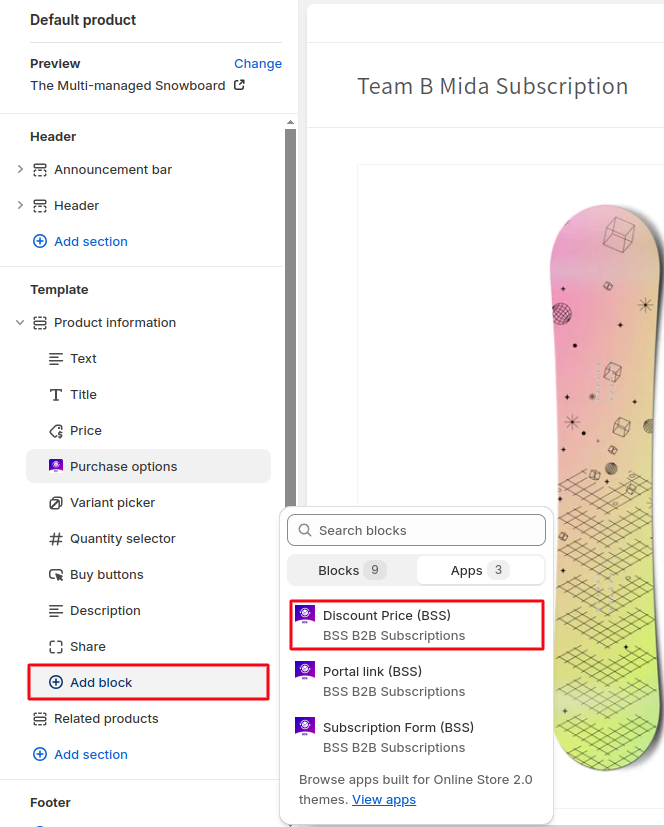 Default product
Preview
Change
The Multi-managed Snowboard
Header
Announcement bar
Header
Add section
Template
Product information
Text
Title
Price
Purchase options
Variant picker
Quantity selector
Buy buttons
Description
Share
Add block
Related products
Add section
Footer
Team B Mida Subscription
Search blocks
Blocks 9
Apps 3
Discount Price (BSS)
BSS B2B Subscriptions
Portal link (BSS)
BSS B2B Subscriptions
Subscription Form (BSS)
BSS B2B Subscriptions
Browse apps built for Online Store 2.0
themes. View apps